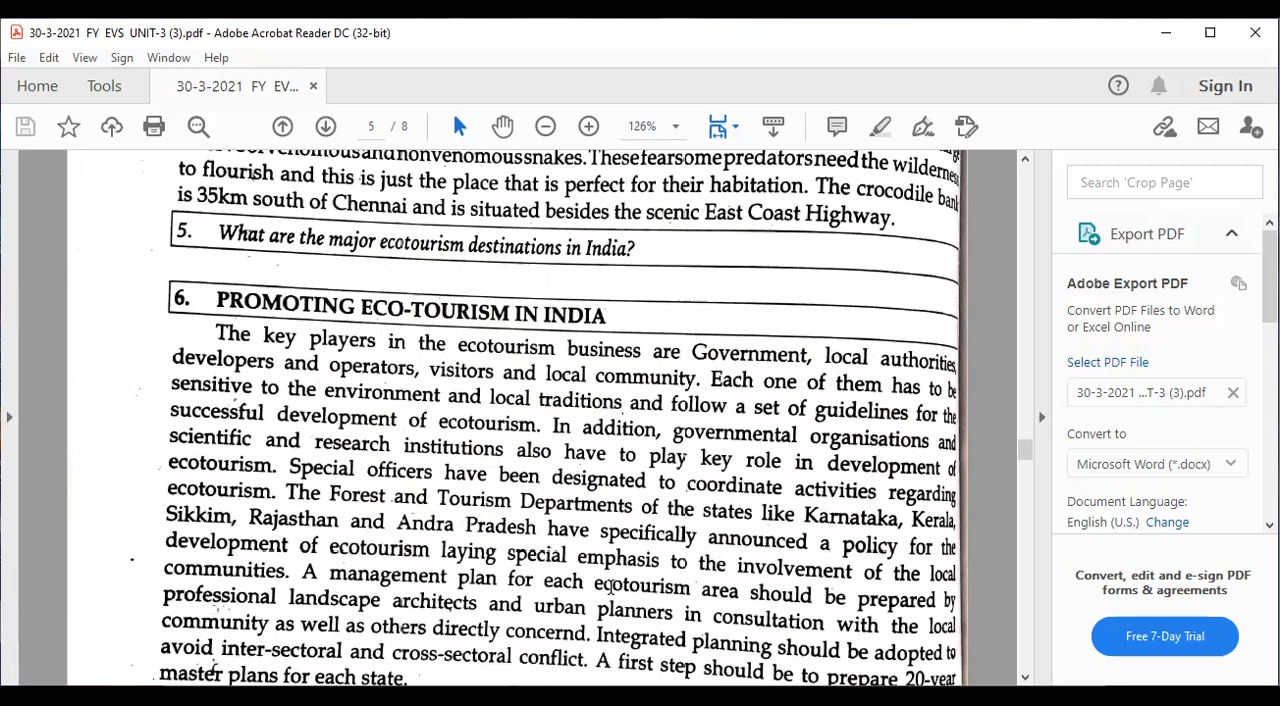 30-3-2021 FY EVS UNIT-3 (3).pdf - Adobe Acrobat Reader DC (32-bit)
File Edit View Sign Window Help
Home Tools 30-3-2021 FY EV... × Sign In
5 / 8 126%
venomous and nonvenomous snakes. These fearsome predators need the wilderness
to flourish and this is just the place that is perfect for their habitation. The crocodile bank
is 35km south of Chennai and is situated besides the scenic East Coast Highway.
5. What are the major ecotourism destinations in India?
6. PROMOTING ECO-TOURISM IN INDIA
The key players in the ecotourism business are Government, local authorities,
developers and operators, visitors and local community. Each one of them has to be
sensitive to the environment and local traditions and follow a set of guidelines for the
successful development of ecotourism. In addition, governmental organisations and
scientific and research institutions also have to play key role in development of
ecotourism. Special officers have been designated to coordinate activities regarding
ecotourism. The Forest and Tourism Departments of the states like Karnataka, Kerala,
Sikkim, Rajasthan and Andra Pradesh have specifically announced a policy for the
development of ecotourism laying special emphasis to the involvement of the local
communities. A management plan for each ecotourism area should be prepared by
professional landscape architects and urban planners in consultation with the local
community as well as others directly concernd. Integrated planning should be adopted to
avoid inter-sectoral and cross-sectoral conflict. A first step should be to prepare 20-year
master plans for each state.
Search 'Crop Page'
Export PDF
Adobe Export PDF
Convert PDF Files to Word
or Excel Online
Select PDF File
30-3-2021 ...T-3 (3).pdf
Convert to
Microsoft Word (*.docx)
Document Language:
English (U.S.) Change
Convert, edit and e-sign PDF
forms & agreements
Free 7-Day Trial